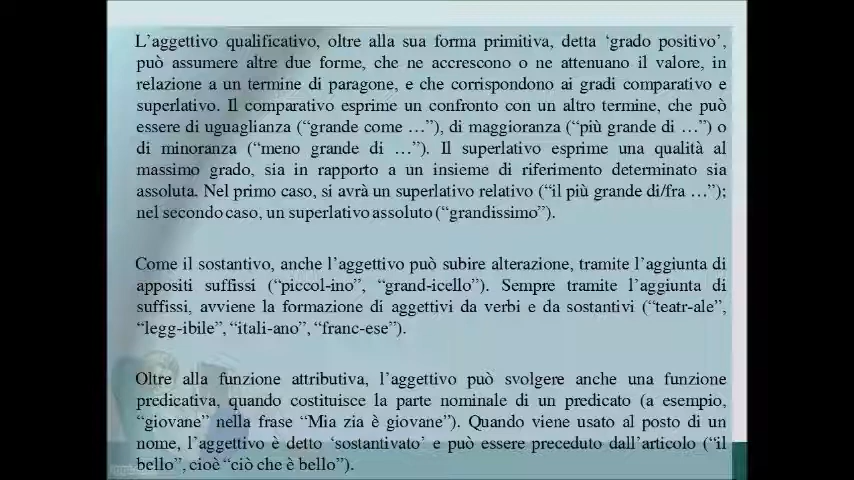 L’aggettivo qualificativo, oltre alla sua forma primitiva, detta ‘grado positivo’,
può assumere altre due forme, che ne accrescono o ne attenuano il valore, in
relazione a un termine di paragone, e che corrispondono ai gradi comparativo e
superlativo. Il comparativo esprime un confronto con un altro termine, che può
essere di uguaglianza (“grande come …”), di maggioranza (“più grande di …”) o
di minoranza (“meno grande di …”). Il superlativo esprime una qualità al
massimo grado, sia in rapporto a un insieme di riferimento determinato sia
assoluta. Nel primo caso, si avrà un superlativo relativo (“il più grande di/fra …”);
nel secondo caso, un superlativo assoluto (“grandissimo”).
Come il sostantivo, anche l’aggettivo può subire alterazione, tramite l’aggiunta di
appositi suffissi (“piccol-ino”, “grand-icello”). Sempre tramite l’aggiunta di
suffissi, avviene la formazione di aggettivi da verbi e da sostantivi (“teatr-ale”,
“legg-ibile”, “itali-ano”, “franc-ese”).
Oltre alla funzione attributiva, l’aggettivo può svolgere anche una funzione
predicativa, quando costituisce la parte nominale di un predicato (a esempio,
“giovane” nella frase “Mia zia è giovane”). Quando viene usato al posto di un
nome, l’aggettivo è detto ‘sostantivato’ e può essere preceduto dall’articolo (“il
bello”, cioè “ciò che è bello”).